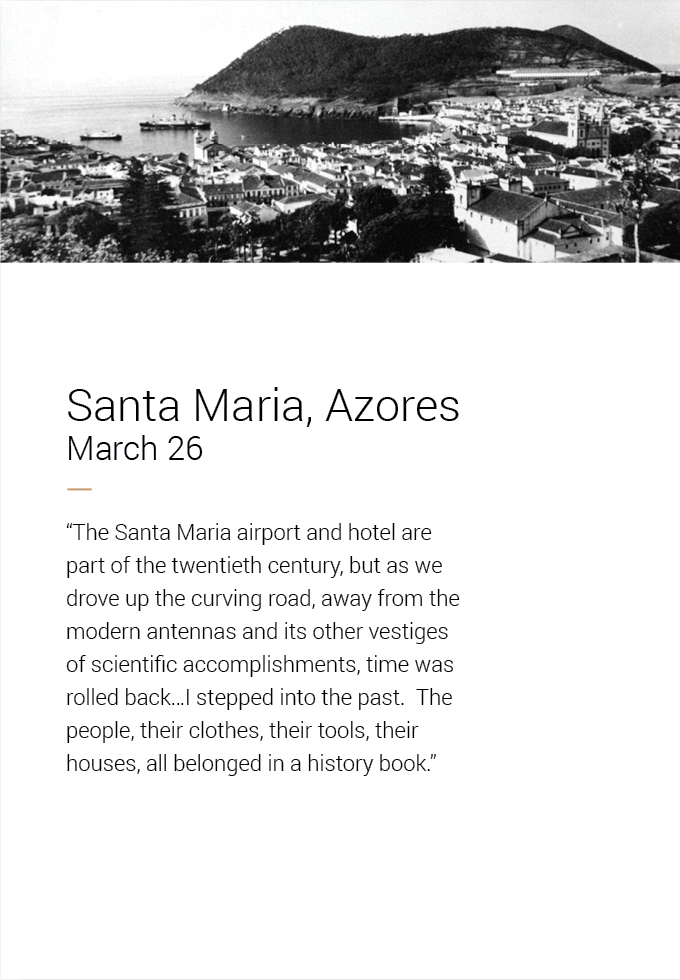 Santa Maria, Azores
March 26
“The Santa Maria airport and hotel are
part of the twentieth century, but as we
drove up the curving road, away from the
modern antennas and its other vestiges
of scientific accomplishments, time was
rolled back...I stepped into the past.  The
people, their clothes, their tools, their
houses, all belonged in a history book.”